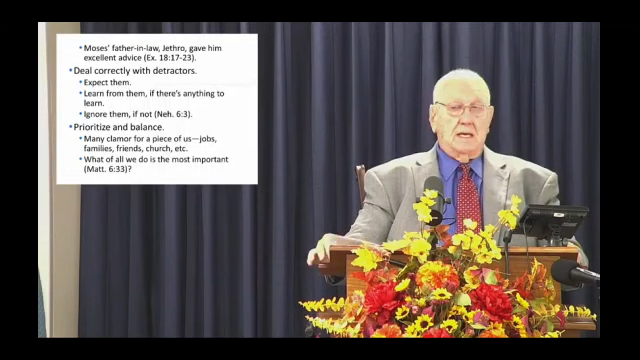 • Moses' father-in-law, Jethro, gave him
excellent advice (Ex. 18:17-23).
• Deal correctly with detractors.
• Expect them.
• Learn from them, if there's anything to
learn.
• Ignore them, if not (Neh. 6:3).
• Prioritize and balance.
• Many clamor for a piece of us—jobs,
families, friends, church, etc.
• What of all we do is the most important
(Matt. 6:33)?